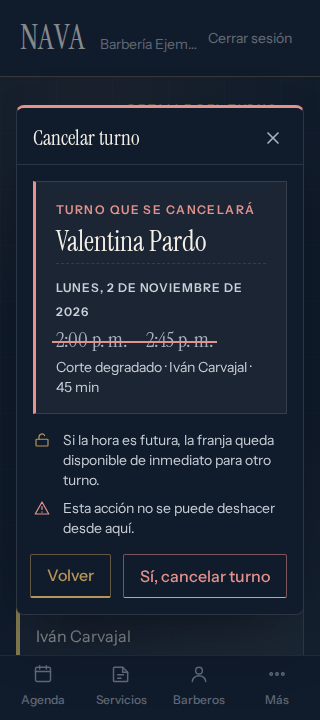 NAVA
Barbería Ejem...
Cerrar sesión
Cancelar turno
TURNO QUE SE CANCELARÁ
Valentina Pardo
LUNES, 2 DE NOVIEMBRE DE
2026
2:00 p. m. – 2:45 p. m.
Corte degradado · Iván Carvajal ·
45 min
Si la hora es futura, la franja queda
disponible de inmediato para otro
turno.
Esta acción no se puede deshacer
desde aquí.
Volver
Sí, cancelar turno
Iván Carvajal
Agenda
Servicios
Barberos
Más